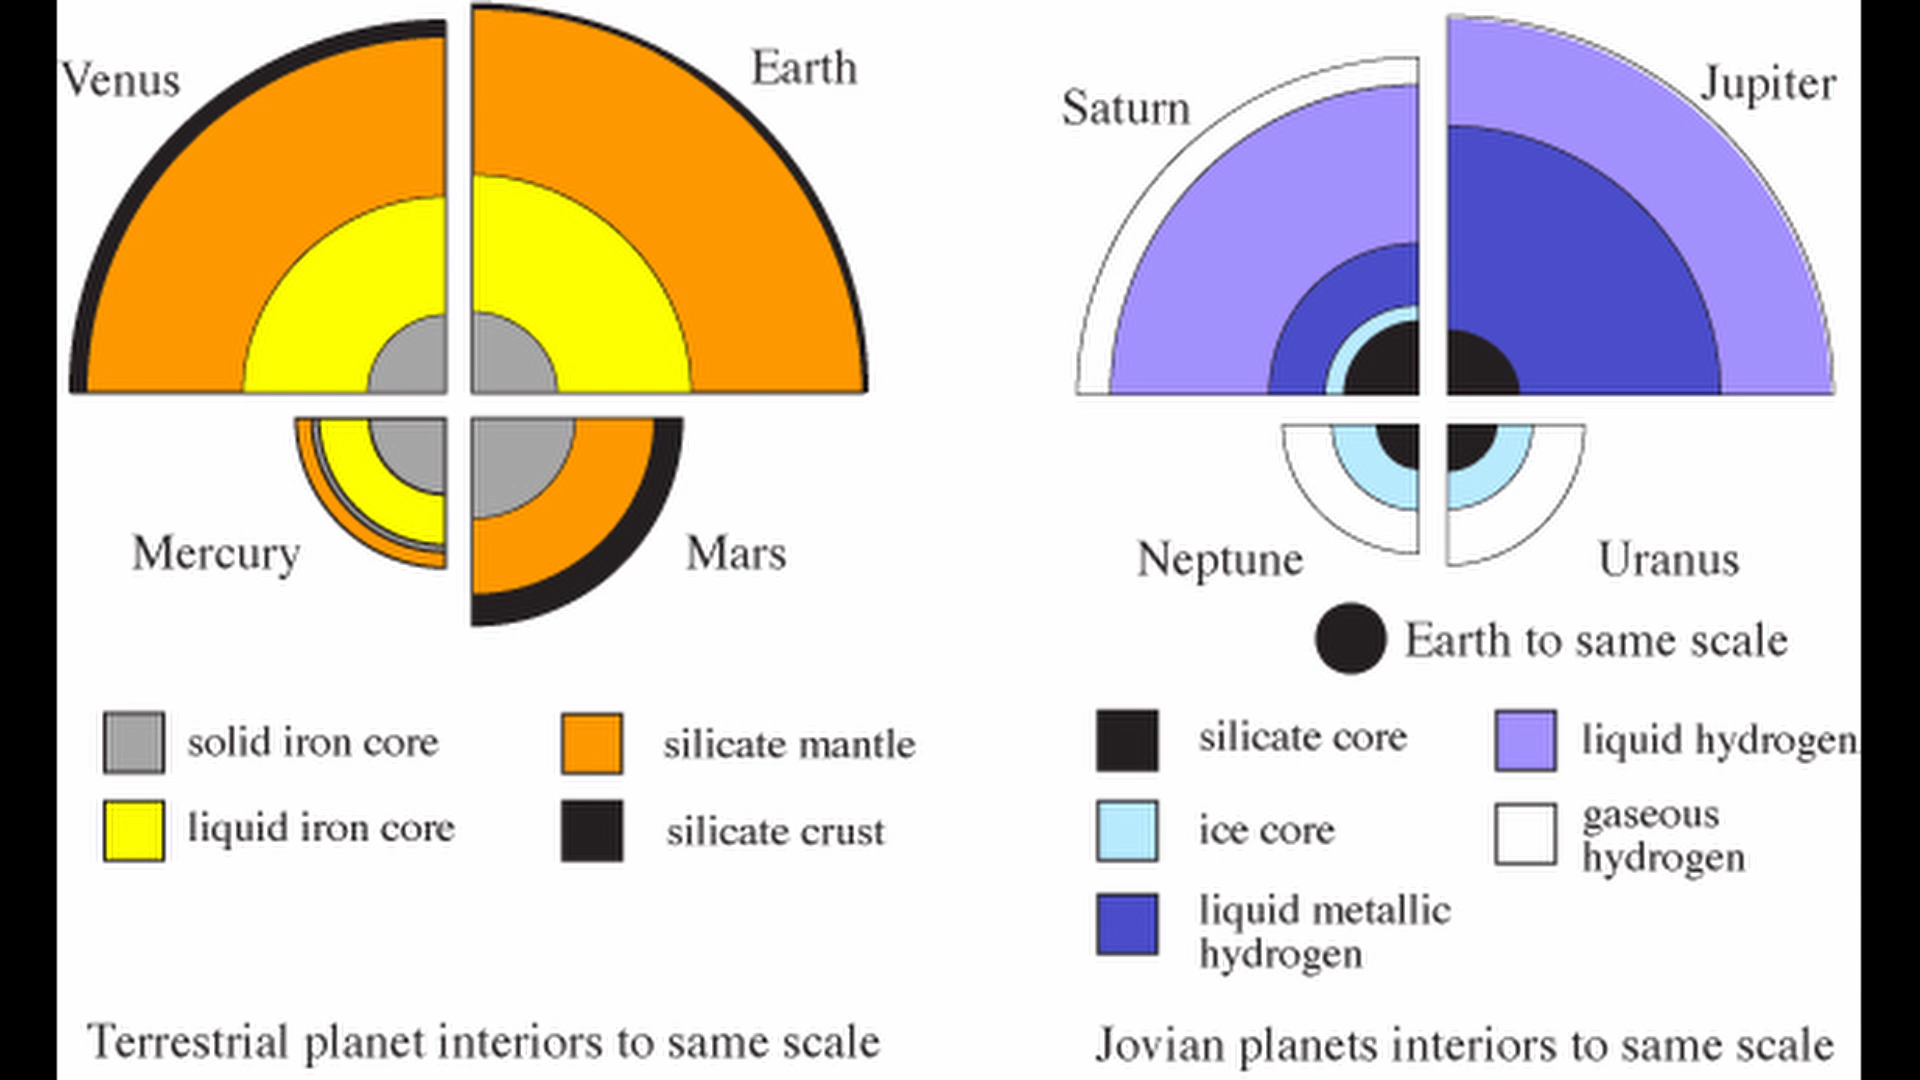 Venus
Earth
Mercury
Mars
solid iron core
silicate mantle
liquid iron core
silicate crust
Terrestrial planet interiors to same scale
Saturn
Jupiter
Neptune
Uranus
Earth to same scale
silicate core
liquid hydrogen
ice core
gaseous
hydrogen
liquid metallic
hydrogen
Jovian planets interiors to same scale